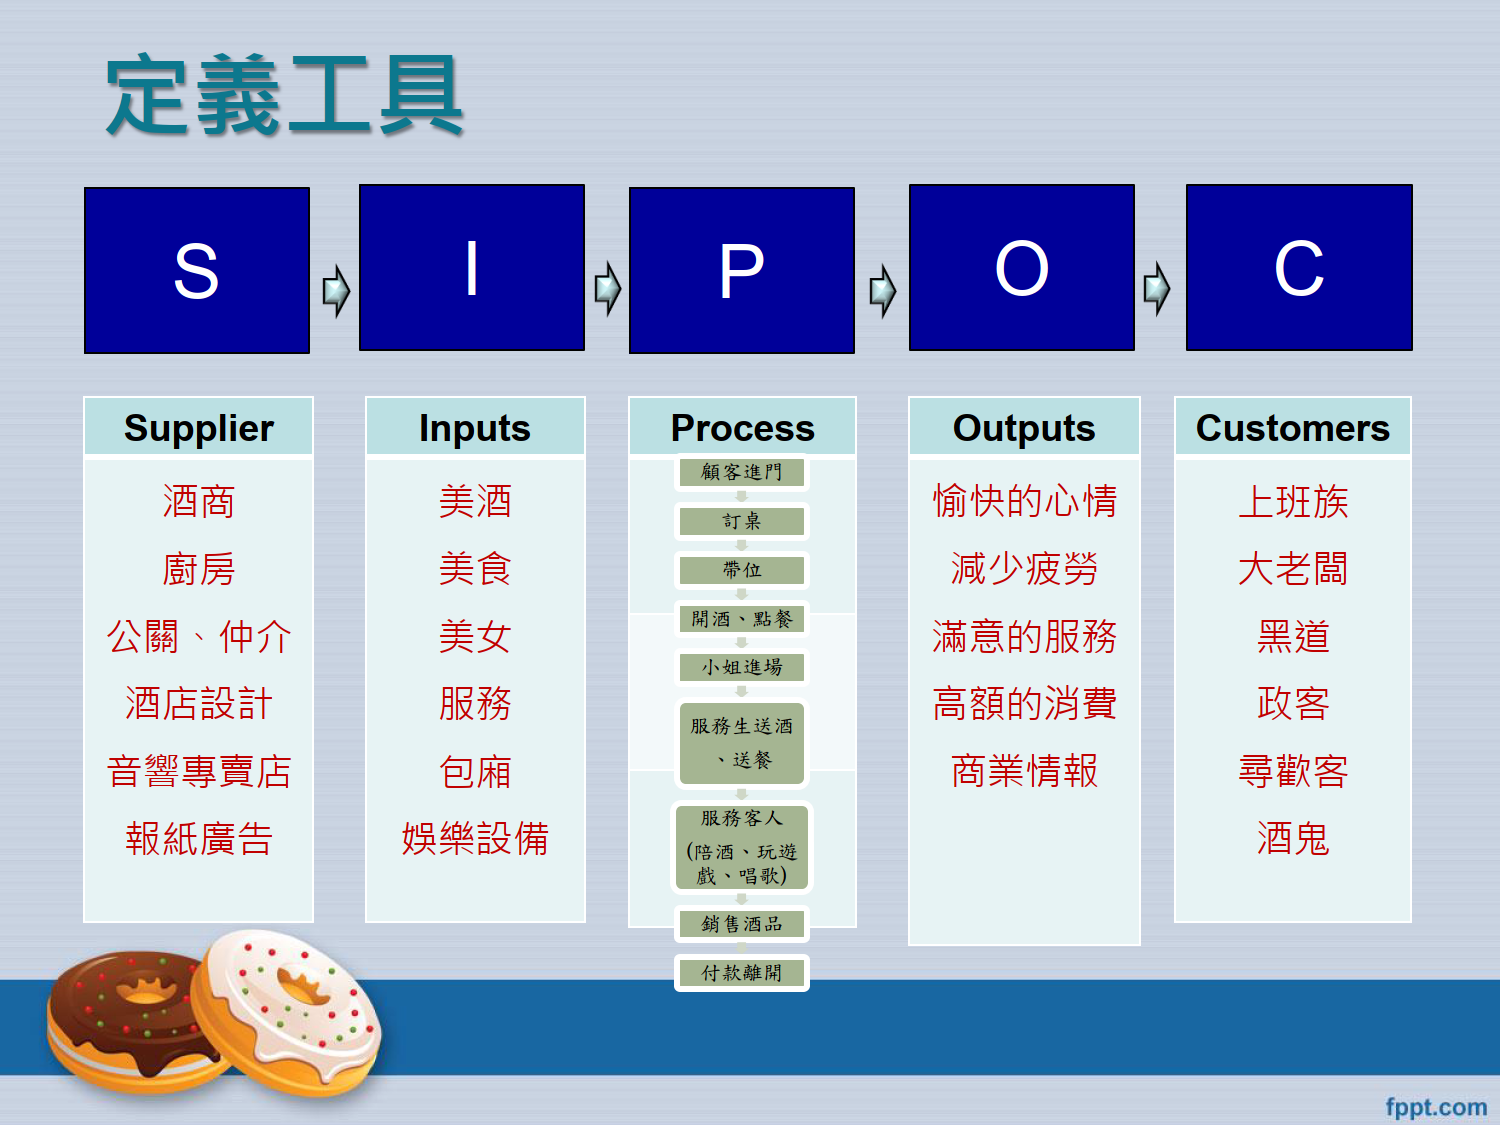 定義工具
S
I
P
O
C
Supplier
酒商
廚房
公關、仲介
酒店設計
音響專賣店
報紙廣告
Inputs
美酒
美食
美女
服務
包廂
娛樂設備
Process
顧客進門
訂桌
帶位
開酒、點餐
小姐進場
服務生送酒
、送餐
服務客人
(陪酒、玩遊
戲、唱歌)
銷售酒品
付款離開
Outputs
愉快的心情
減少疲勞
滿意的服務
高額的消費
商業情報
Customers
上班族
大老闆
黑道
政客
尋歡客
酒鬼
fppt.com